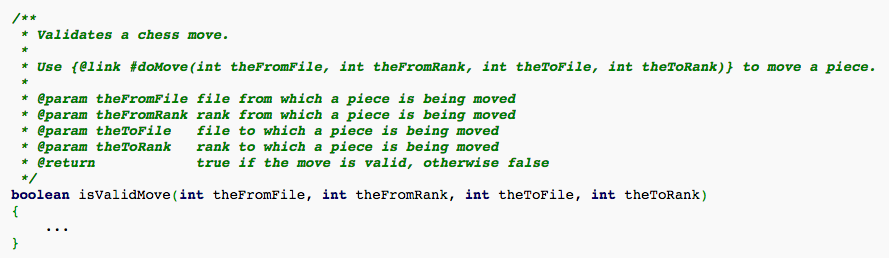 /**
 * Validates a chess move.
 *
 * Use {@link #doMove(int theFromFile, int theFromRank, int theToFile, int theToRank)} to move a piece.
 *
 * @param theFromFile file from which a piece is being moved
 * @param theFromRank rank from which a piece is being moved
 * @param theToFile   file to which a piece is being moved
 * @param theToRank   rank to which a piece is being moved
 * @return            true if the move is valid, otherwise false
 */
boolean isValidMove(int theFromFile, int theFromRank, int theToFile, int theToRank)
{
    ...
}